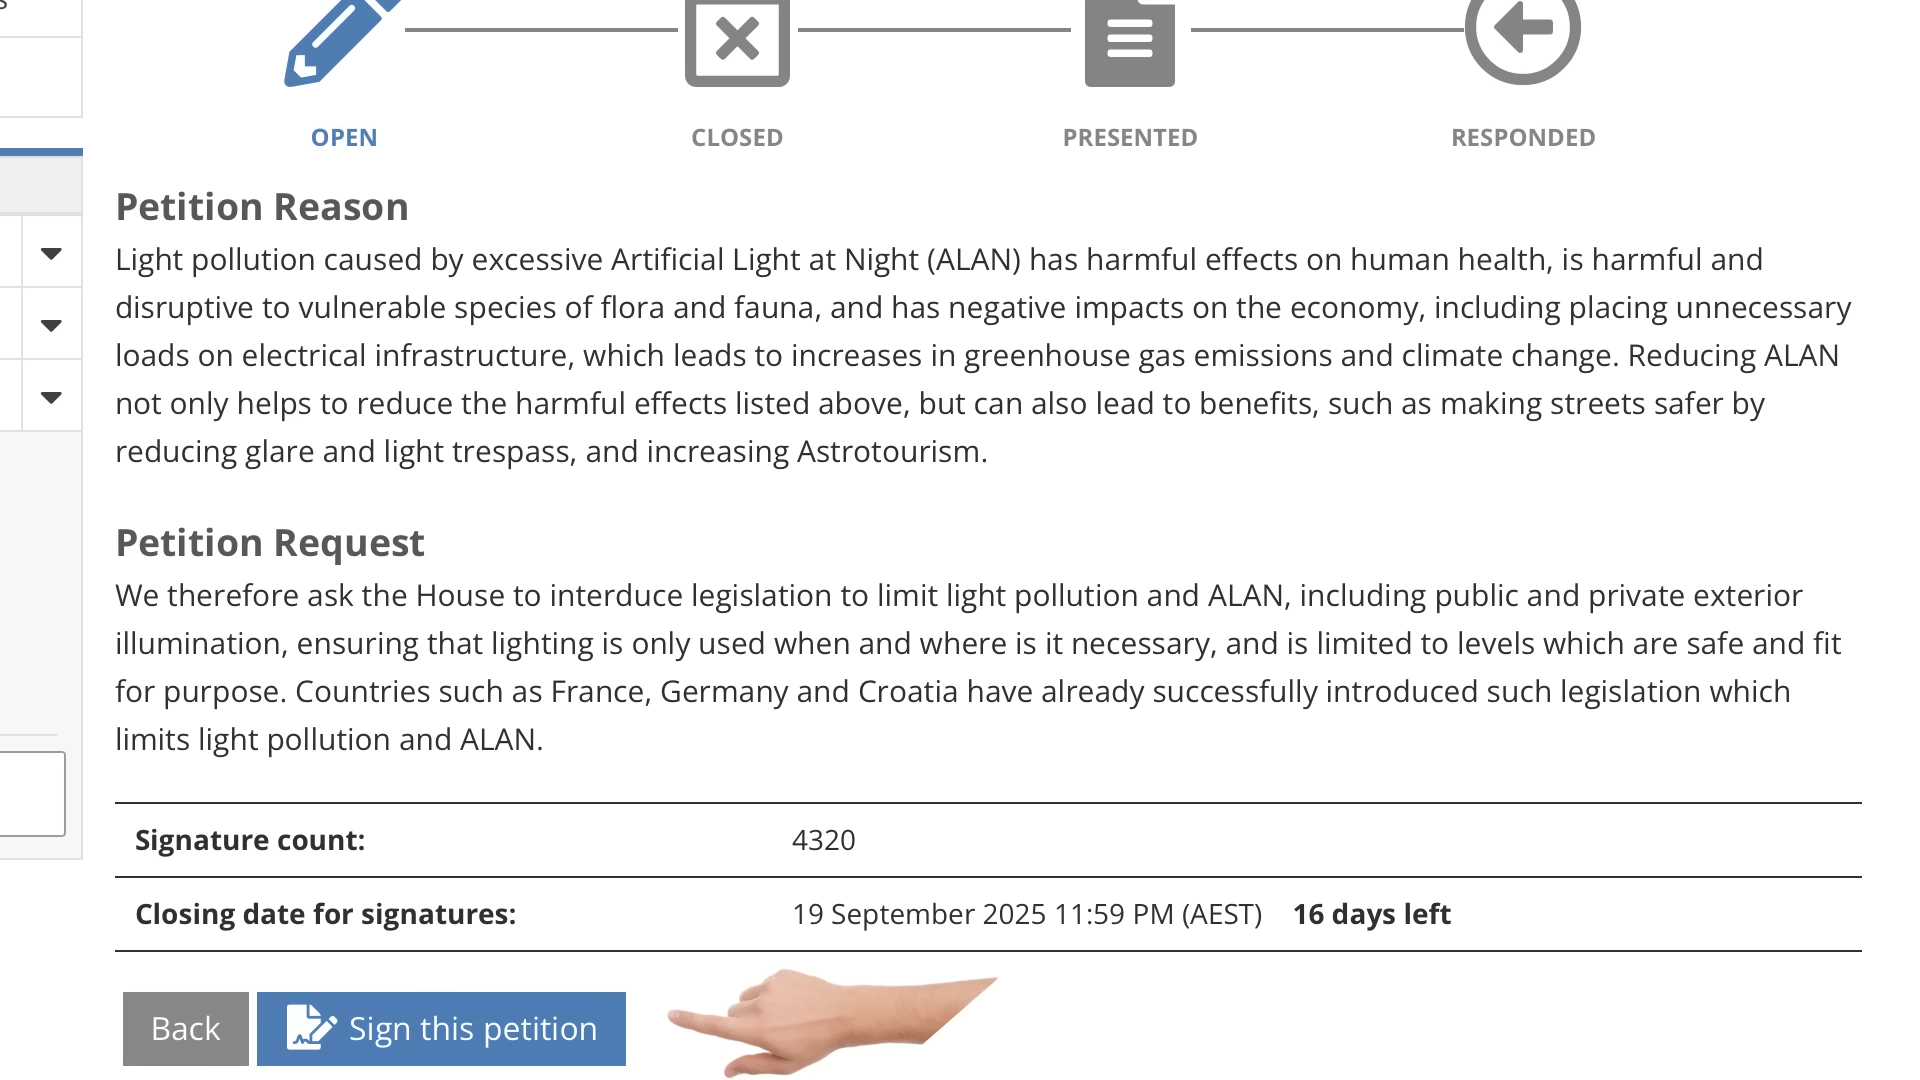 OPEN CLOSED PRESENTED RESPONDED
Petition Reason
Light pollution caused by excessive Artificial Light at Night (ALAN) has harmful effects on human health, is harmful and
disruptive to vulnerable species of flora and fauna, and has negative impacts on the economy, including placing unnecessary
loads on electrical infrastructure, which leads to increases in greenhouse gas emissions and climate change. Reducing ALAN
not only helps to reduce the harmful effects listed above, but can also lead to benefits, such as making streets safer by
reducing glare and light trespass, and increasing Astrotourism.
Petition Request
We therefore ask the House to interduce legislation to limit light pollution and ALAN, including public and private exterior
illumination, ensuring that lighting is only used when and where is it necessary, and is limited to levels which are safe and fit
for purpose. Countries such as France, Germany and Croatia have already successfully introduced such legislation which
limits light pollution and ALAN.
Signature count: 4320
Closing date for signatures: 19 September 2025 11:59 PM (AEST) 16 days left
Back Sign this petition